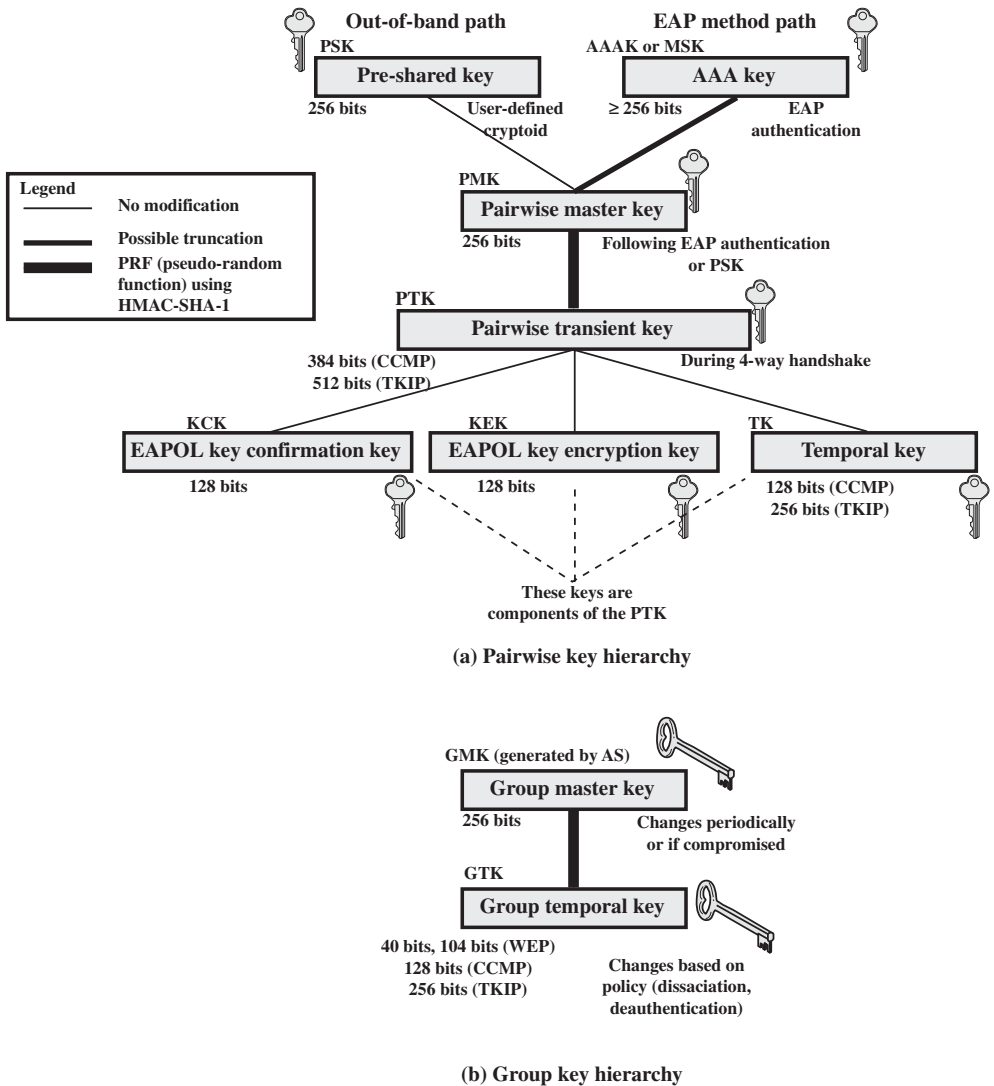 Out-of-band path
EAP method path
PSK
AAAK or MSK
Pre-shared key
AAA key
256 bits
User-defined
cryptoid
≥ 256 bits
EAP
authentication
Legend
No modification
Possible truncation
PRF (pseudo-random
function) using
HMAC-SHA-1
PMK
Pairwise master key
256 bits
Following EAP authentication
or PSK
PTK
Pairwise transient key
384 bits (CCMP)
512 bits (TKIP)
During 4-way handshake
KCK
KEK
TK
EAPOL key confirmation key
EAPOL key encryption key
Temporal key
128 bits
128 bits
128 bits (CCMP)
256 bits (TKIP)
These keys are
components of the PTK
(a) Pairwise key hierarchy
GMK (generated by AS)
Group master key
256 bits
Changes periodically
or if compromised
GTK
Group temporal key
40 bits, 104 bits (WEP)
128 bits (CCMP)
256 bits (TKIP)
Changes based on
policy (dissaciation,
deauthentication)
(b) Group key hierarchy